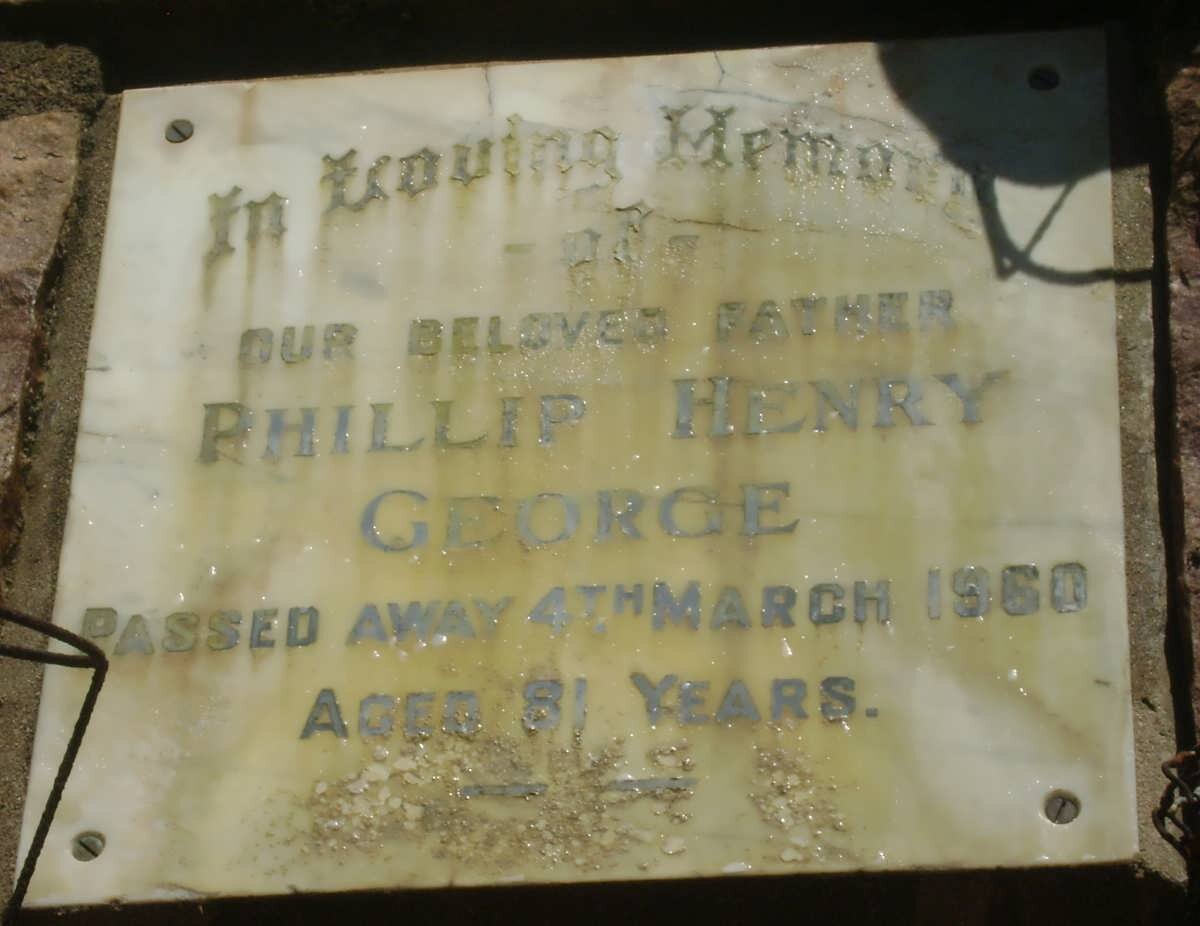 In Loving Memory
- of -
OUR BELOVED FATHER
PHILLIP HENRY
GEORGE
PASSED AWAY 4TH MARCH 1960
AGED 81 YEARS.